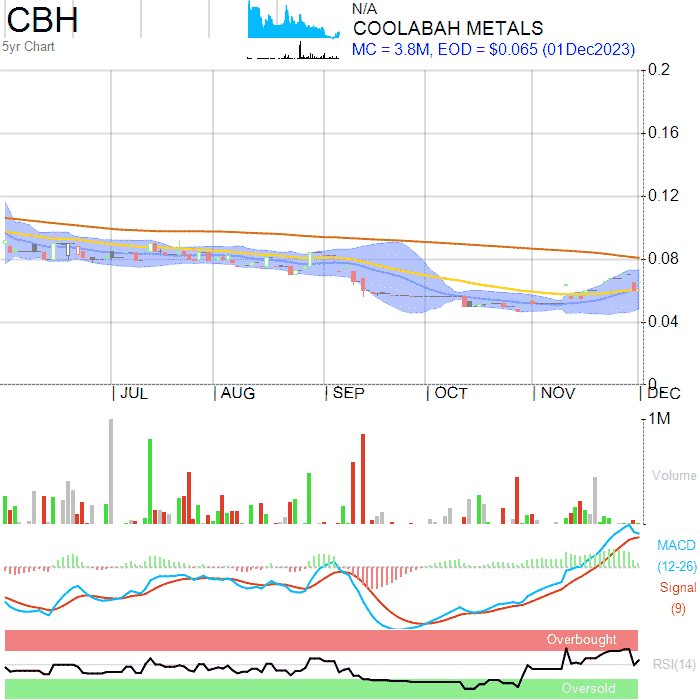 CBH
5yr Chart
N/A
COOLABAH METALS
MC = 3.8M, EOD = $0.065 (01Dec2023)
0.2
0.16
0.12
0.08
0.04
0
JUL AUG SEP OCT NOV DEC
1M
Volume
MACD
(12-26)
Signal
(9)
Overbought
RSI(14)
Oversold